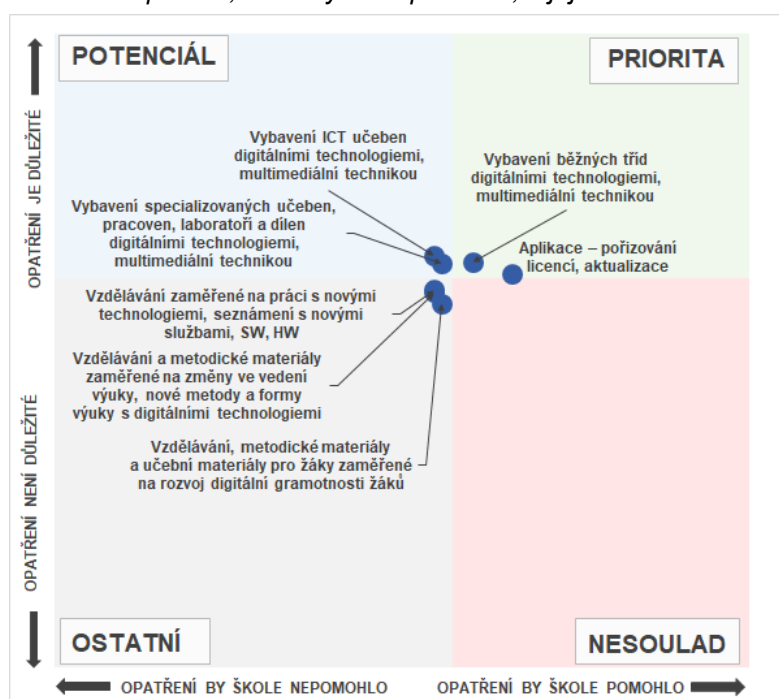 POTENCIÁL
PRIORITA
OPATŘENÍ JE DŮLEŽITÉ
Vybavení ICT učeben
digitálními technologiemi,
multimediální technikou
Vybavení běžných tříd
digitálními technologiemi,
multimediální technikou
Vybavení specializovaných učeben,
pracoven, laboratoří a dílen
digitálními technologiemi,
multimediální technikou
Aplikace – pořizování
licencí, aktualizace
Vzdělávání zaměřené na práci s novými
technologiemi, seznámení s novými
službami, SW, HW
Vzdělávání a metodické materiály
zaměřené na změny ve vedení
výuky, nové metody a formy
výuky s digitálními technologiemi
OPATŘENÍ NENÍ DŮLEŽITÉ
Vzdělávání, metodické materiály
a učební materiály pro žáky zaměřené
na rozvoj digitální gramotnosti žáků
OSTATNÍ
NESOULAD
OPATŘENÍ BY ŠKOLE NEPOMOHLO
OPATŘENÍ BY ŠKOLE POMOHLO